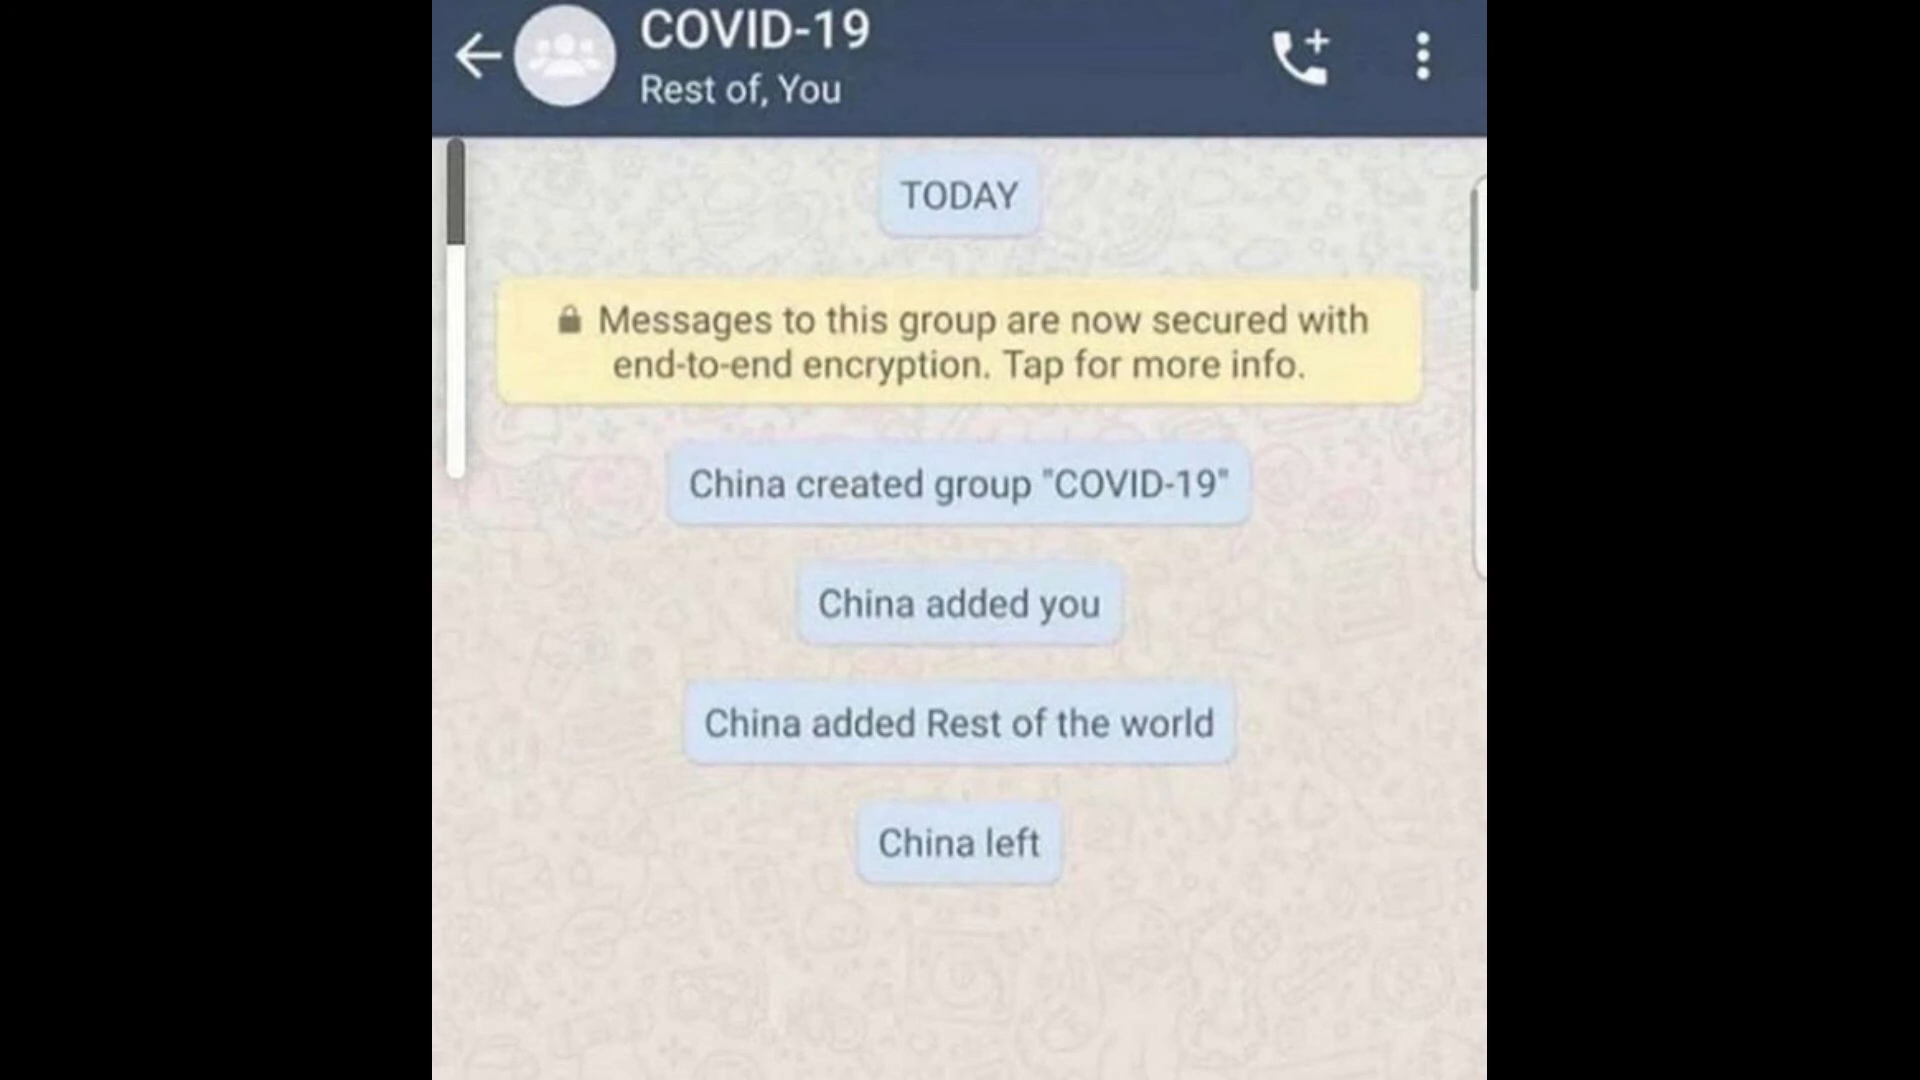 COVID-19
Rest of, You
TODAY
Messages to this group are now secured with
end-to-end encryption. Tap for more info.
China created group "COVID-19"
China added you
China added Rest of the world
China left